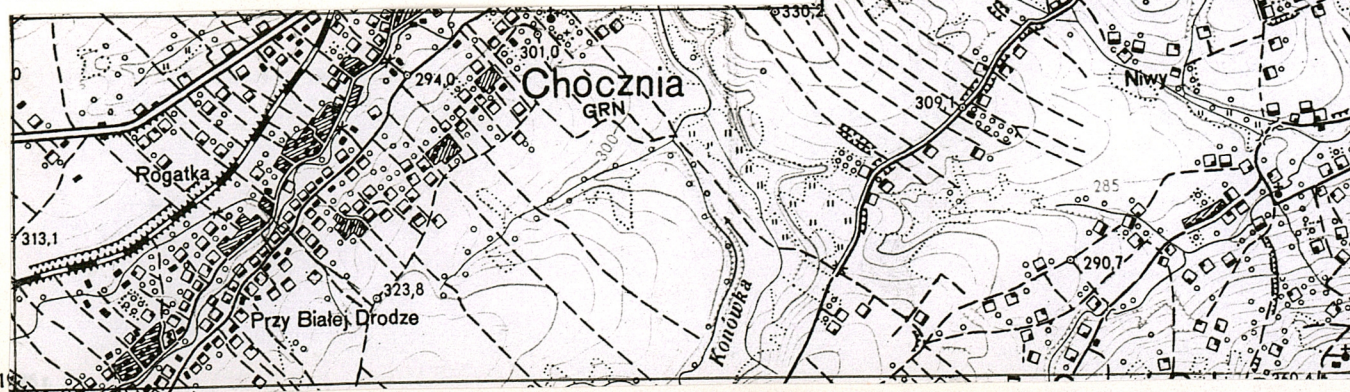 330,2
301,0
294,0
Chocznia
GRN
309,1
Niwy
300
Rogatka
285
313,1
290,7
323,8
Przy Białej Drodze
Konówka